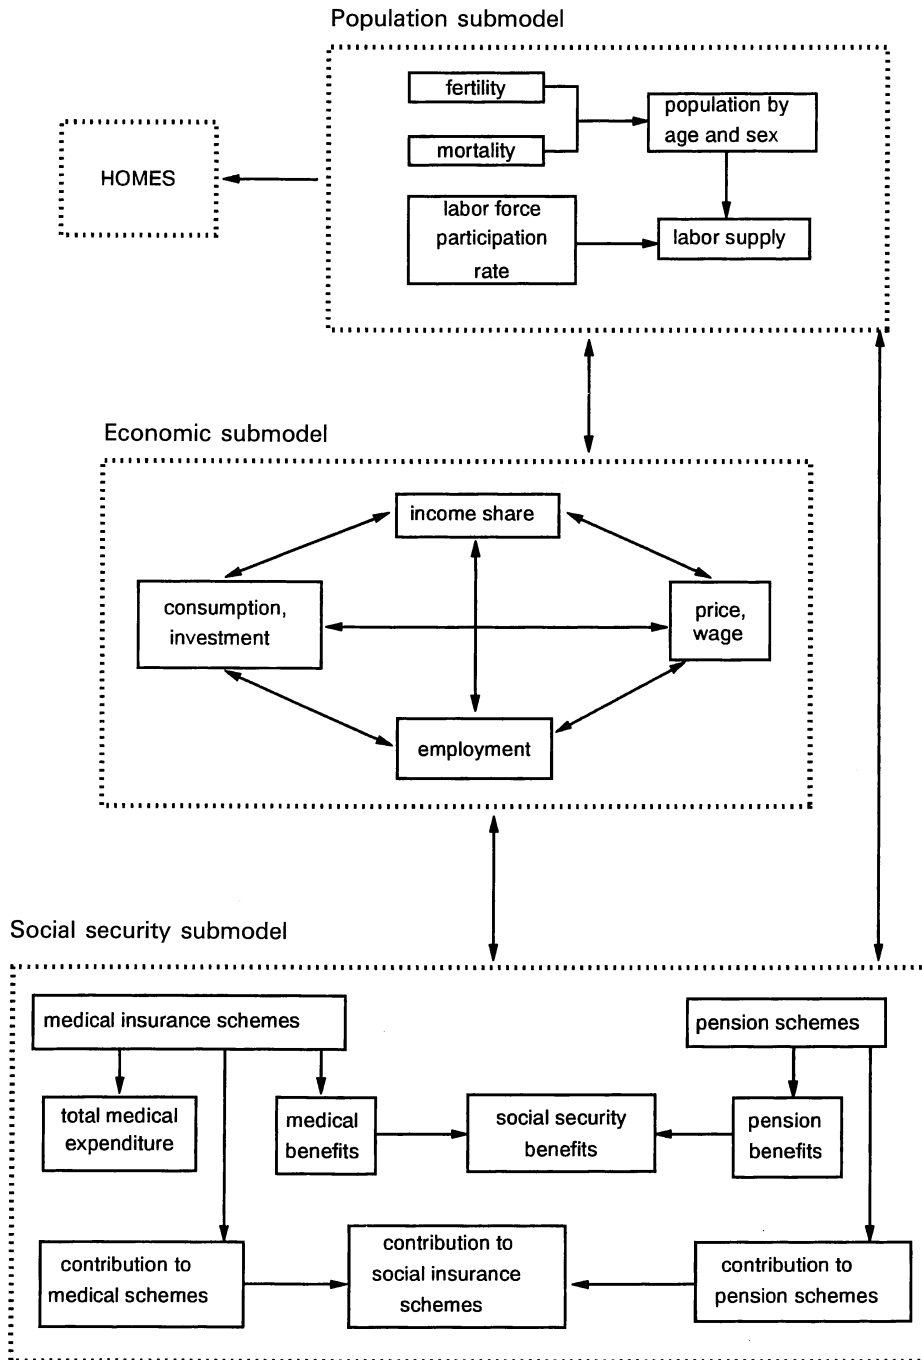 Population submodel
fertility
mortality
population by
age and sex
HOMES
labor force
participation
rate
labor supply
Economic submodel
income share
consumption,
investment
price,
wage
employment
Social security submodel
medical insurance schemes
pension schemes
total medical
expenditure
medical
benefits
social security
benefits
pension
benefits
contribution to
medical schemes
contribution to
social insurance
schemes
contribution to
pension schemes